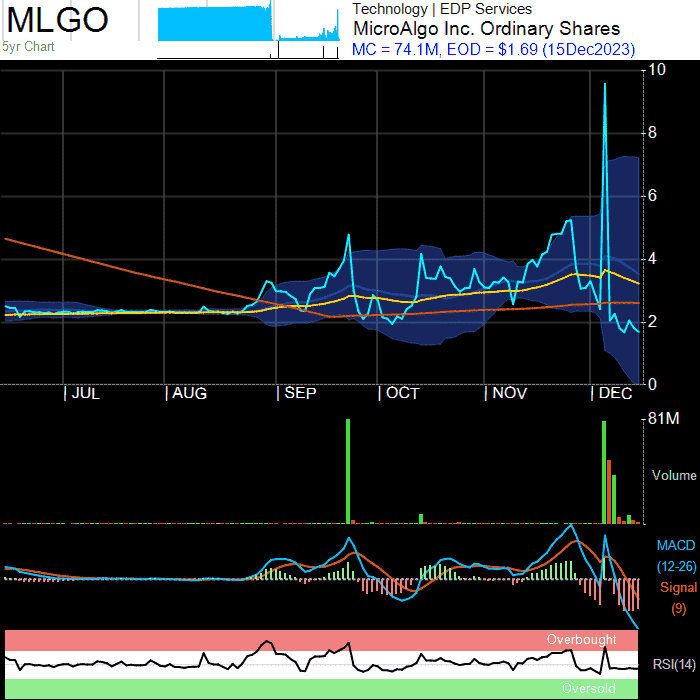 MLGO
5yr Chart
Technology | EDP Services
MicroAlgo Inc. Ordinary Shares
MC = 74.1M, EOD = $1.69 (15Dec2023)
10
8
6
4
2
0
| JUL | AUG | SEP | OCT | NOV | DEC
81M
Volume
MACD
(12-26)
Signal
(9)
Overbought
RSI(14)
Oversold